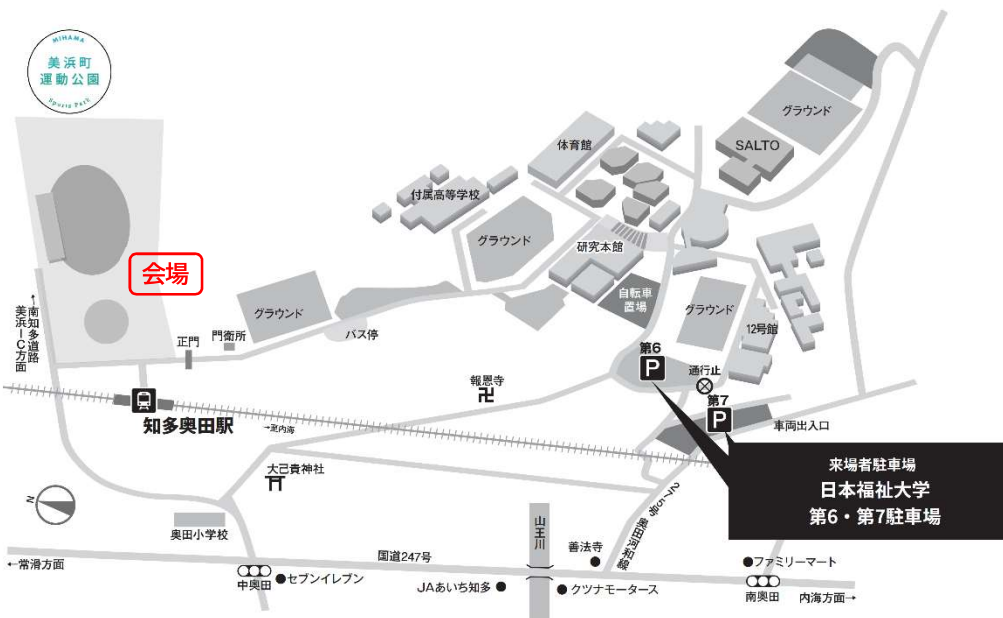 MIHAMA
美浜町
運動公園
Sports Park
会場
グラウンド
SALTO
体育館
付属高等学校
グラウンド
研究本館
自転車
置場
グラウンド
12号館
グラウンド
バス停
門衛所
正門
←南知多道路
美浜IC方面
第6
P
通行止
第7
P
車両出入口
報恩寺
卍
知多奥田駅
→至内海
来場者駐車場
日本福祉大学
第6・第7駐車場
大己貴神社
N
奥田小学校
275号 奥田河和線
山王川
善法寺
国道247号
←常滑方面
中奥田
セブンイレブン
JAあいち知多
クツナモータース
ファミリーマート
南奥田
内海方面→